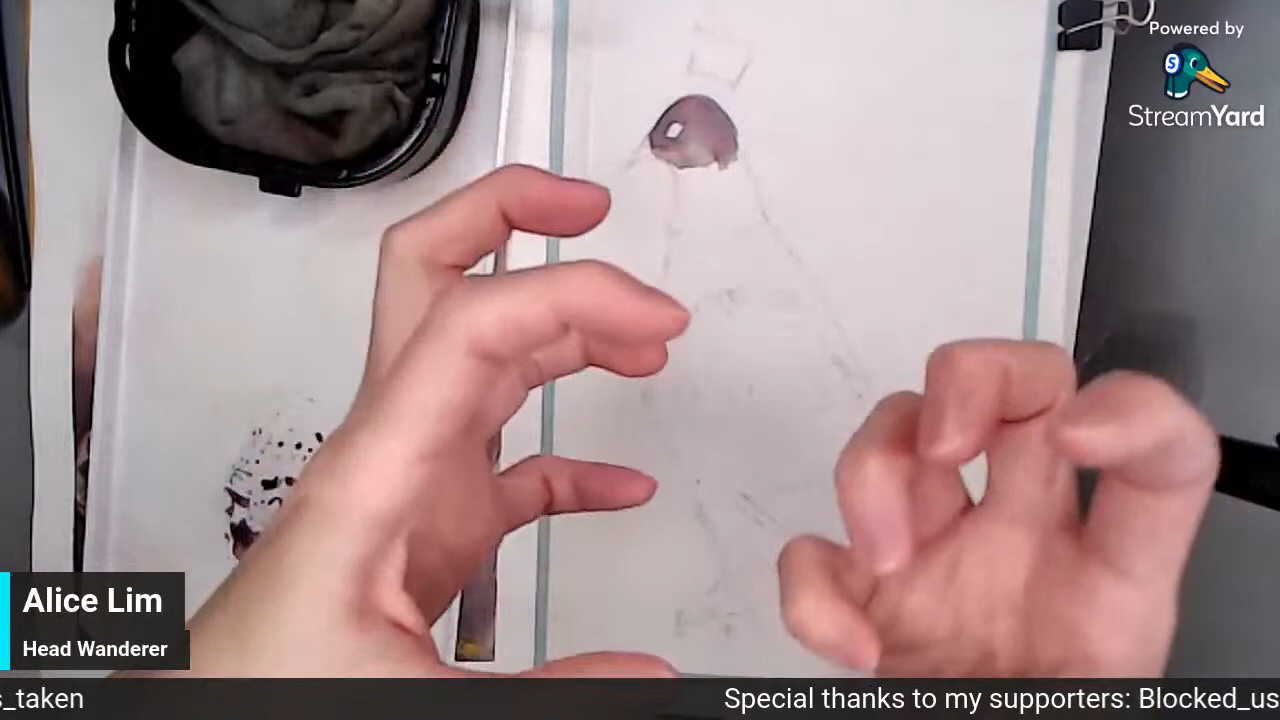 Powered by
S
StreamYard
Alice Lim
Head Wanderer
s_taken
Special thanks to my supporters: Blocked_us